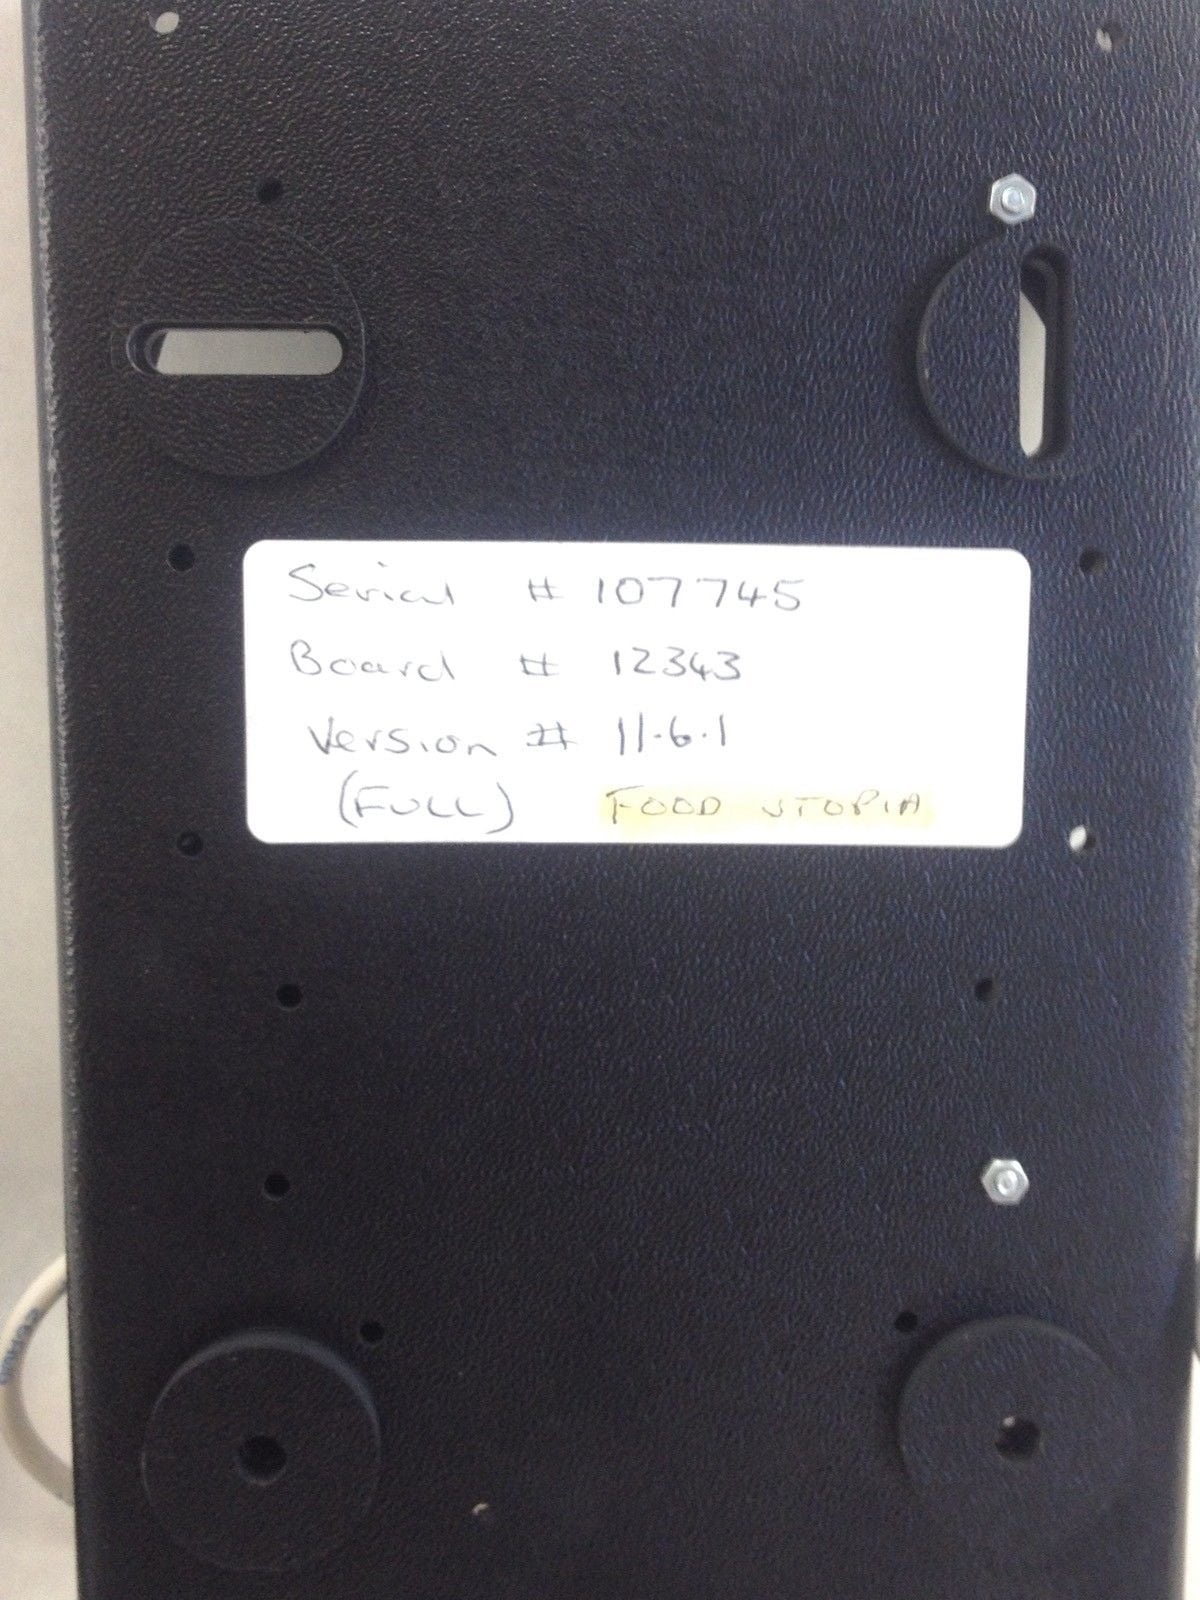 Serial # 107745
Board # 12343
Version # 11.6.1
(FULL) FOOD UTOPIA